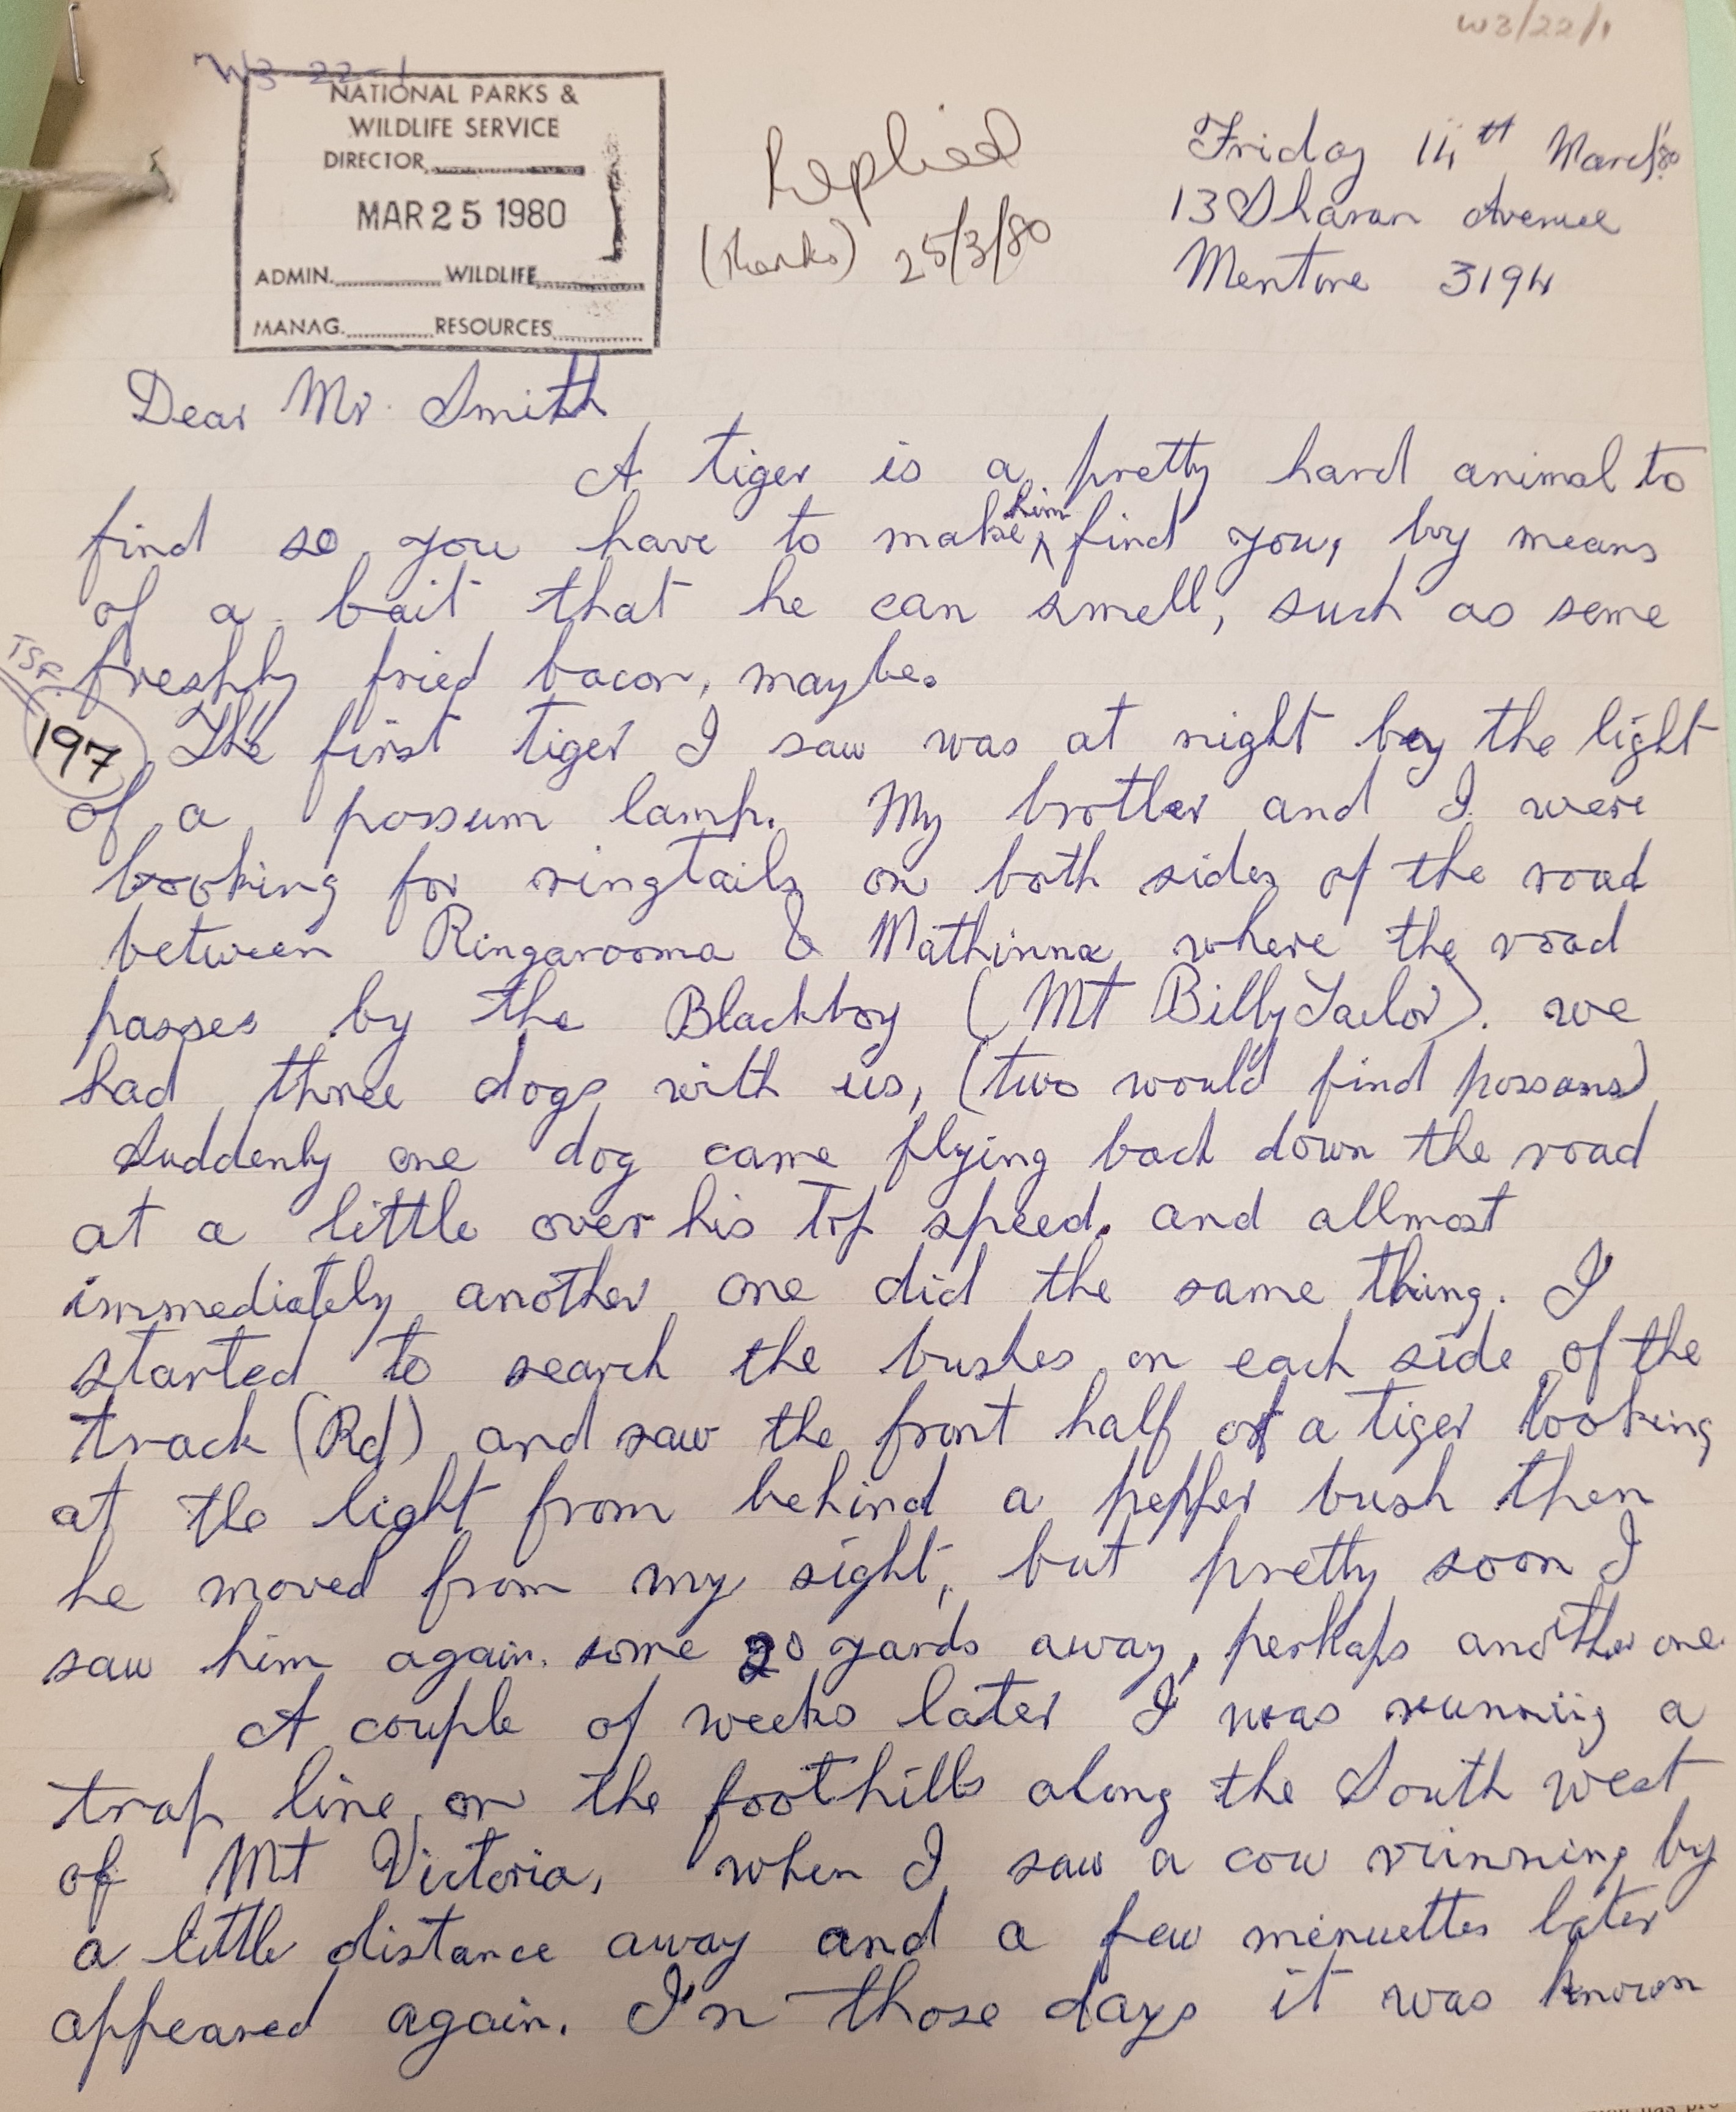 W3/22/1
W3-22-1
NATIONAL PARKS &
WILDLIFE SERVICE
DIRECTOR
MAR 25 1980
ADMIN. WILDLIFE
MANAG. RESOURCES
Replied
(thanks) 25/3/80
Friday 14th March '80
13 Sharan Avenue
Mentone 3194
Dear Mr. Smith
A tiger is a pretty hard animal to
find so you have to make him find you, by means
of a bait that he can smell, such as some
freshly fried bacon, maybe.
TSF
197
The first tiger I saw was at night by the light
of a possum lamp. My brother and I were
looking for ringtails on both sides of the road
between Ringarooma & Mathinna where the road
passes by the Blackboy (Mt Billy Tailor). we
had three dogs with us, (two would find possoms)
Suddenly one dog came flying back down the road
at a little over his top speed. and allmost
immediately another one did the same thing. I
started to search the bushes on each side of the
track (Rd) and saw the front half of a tiger looking
at the light from behind a pepper bush then
he moved from my sight, but pretty soon I
saw him again. some 20 yards away, perhaps another one.
A couple of weeks later I was running a
trap line on the foothills along the South west
of Mt Victoria, when I saw a cow running by
a little distance away and a few menuettes later
appeared again. I'n those days it was known